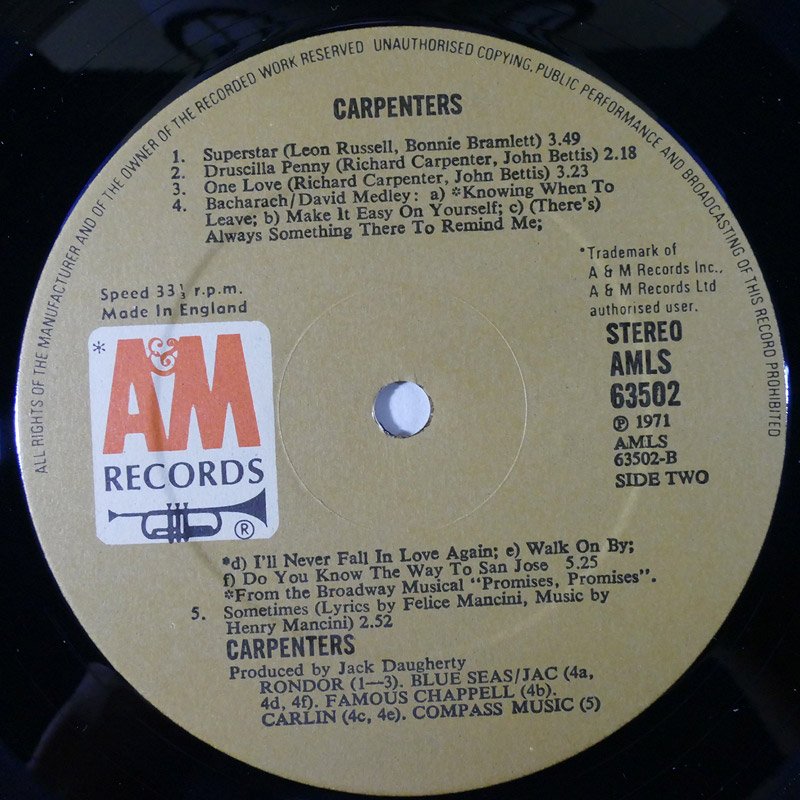 ALL RIGHTS OF THE MANUFACTURER AND OF THE OWNER OF THE RECORDED WORK RESERVED UNAUTHORISED COPYING, PUBLIC PERFORMANCE AND BROADCASTING OF THIS RECORD PROHIBITED
CARPENTERS
1. Superstar (Leon Russell, Bonnie Bramlett) 3.49
2. Druscilla Penny (Richard Carpenter, John Bettis) 2.18
3. One Love (Richard Carpenter, John Bettis) 3.23
4. Bacharach/David Medley: a) *Knowing When To
Leave; b) Make It Easy On Yourself; c) (There's)
Always Something There To Remind Me;
*Trademark of
A & M Records Inc.,
A & M Records Ltd
authorised user.
Speed 33⅓ r.p.m.
Made In England
* A&M
RECORDS
®
STEREO
AMLS
63502
℗ 1971
AMLS
63502-B
SIDE TWO
*d) I'll Never Fall In Love Again; e) Walk On By;
f) Do You Know The Way To San Jose 5.25
*From the Broadway Musical "Promises, Promises".
5. Sometimes (Lyrics by Felice Mancini, Music by
Henry Mancini) 2.52
CARPENTERS
Produced by Jack Daugherty
RONDOR (1—3). BLUE SEAS/JAC (4a,
4d, 4f). FAMOUS CHAPPELL (4b).
CARLIN (4c, 4e). COMPASS MUSIC (5)